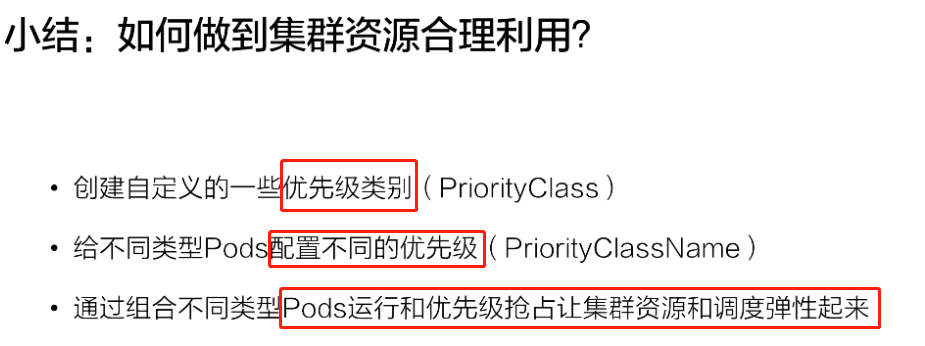 小结：如何做到集群资源合理利用？
• 创建自定义的一些优先级类别（PriorityClass）
• 给不同类型Pods配置不同的优先级（PriorityClassName）
• 通过组合不同类型Pods运行和优先级抢占让集群资源和调度弹性起来